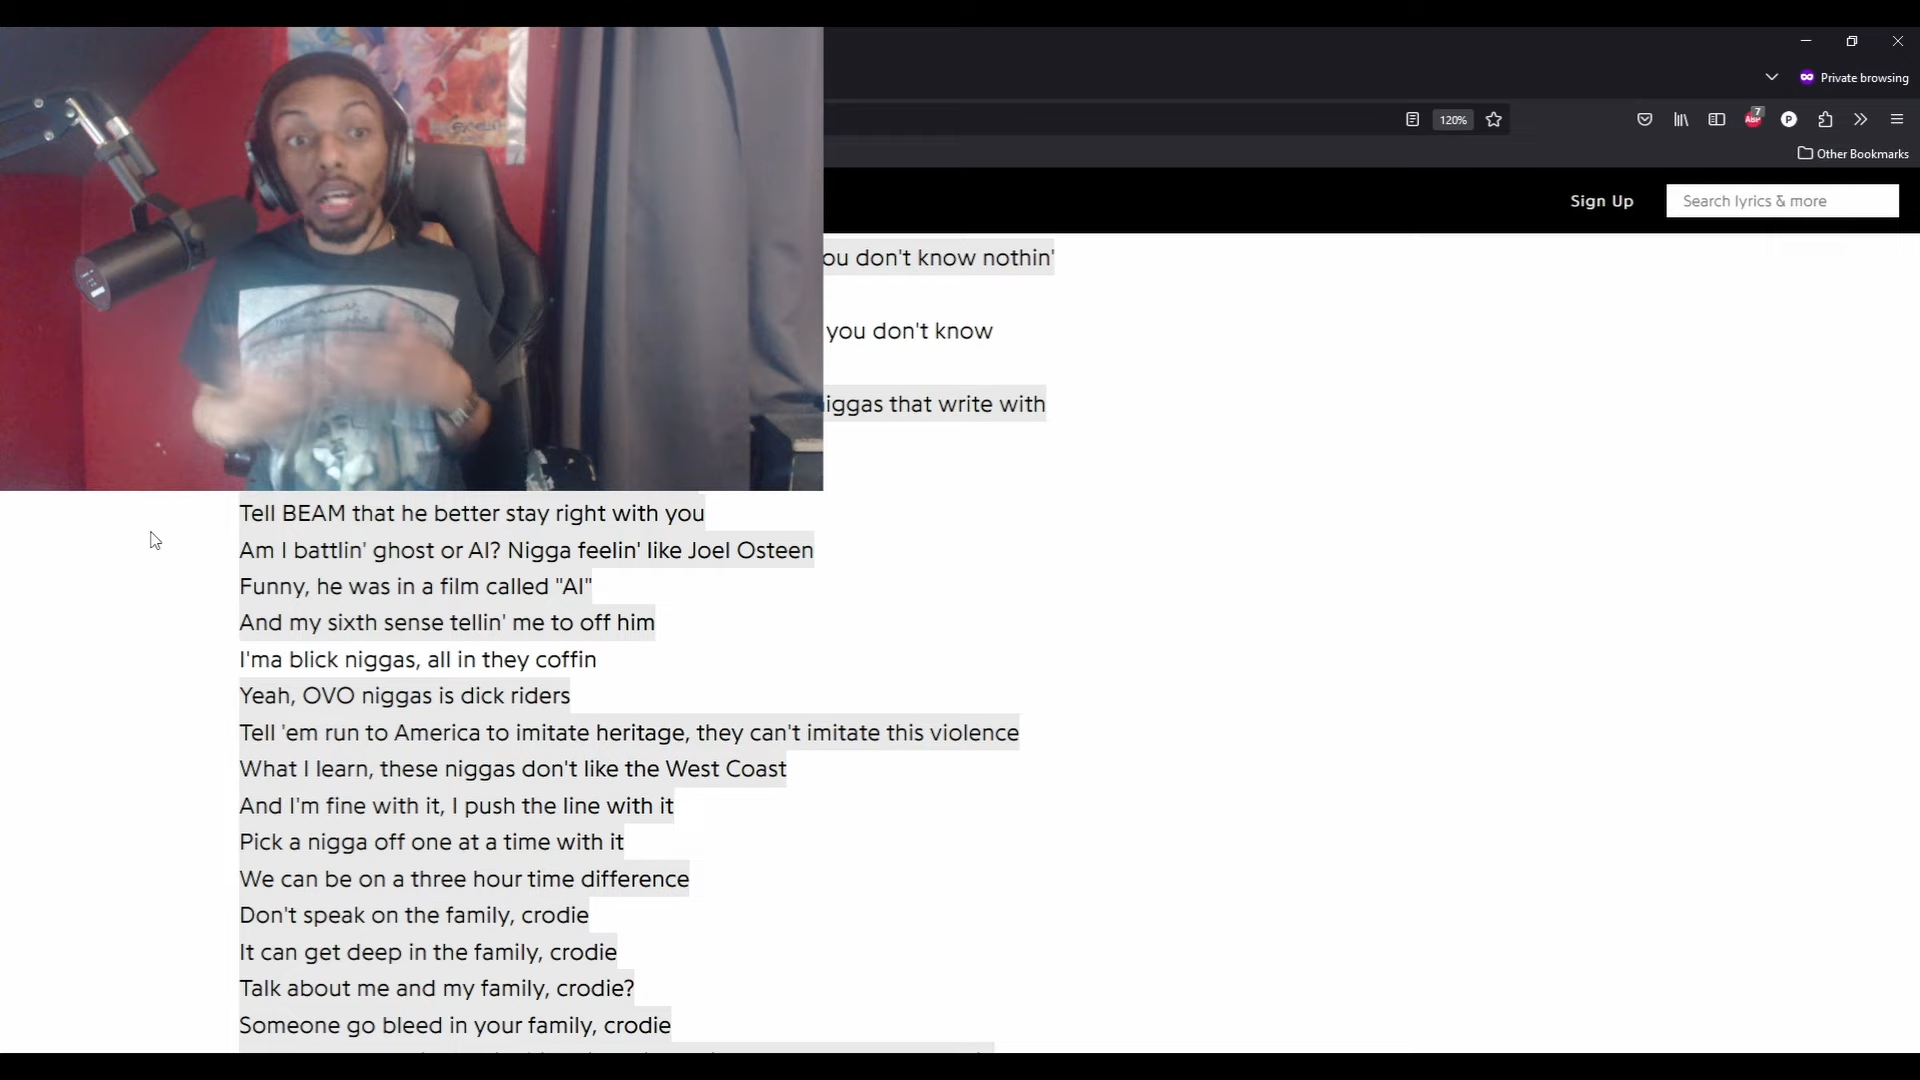 Private browsing
120%
7
ABP
P
Other Bookmarks
Sign Up
Search lyrics & more
ou don't know nothin'
you don't know
iggas that write with
Tell BEAM that he better stay right with you
Am I battlin' ghost or AI? Nigga feelin' like Joel Osteen
Funny, he was in a film called "AI"
And my sixth sense tellin' me to off him
I'ma blick niggas, all in they coffin
Yeah, OVO niggas is dick riders
Tell 'em run to America to imitate heritage, they can't imitate this violence
What I learn, these niggas don't like the West Coast
And I'm fine with it, I push the line with it
Pick a nigga off one at a time with it
We can be on a three hour time difference
Don't speak on the family, crodie
It can get deep in the family, crodie
Talk about me and my family, crodie?
Someone go bleed in your family, crodie